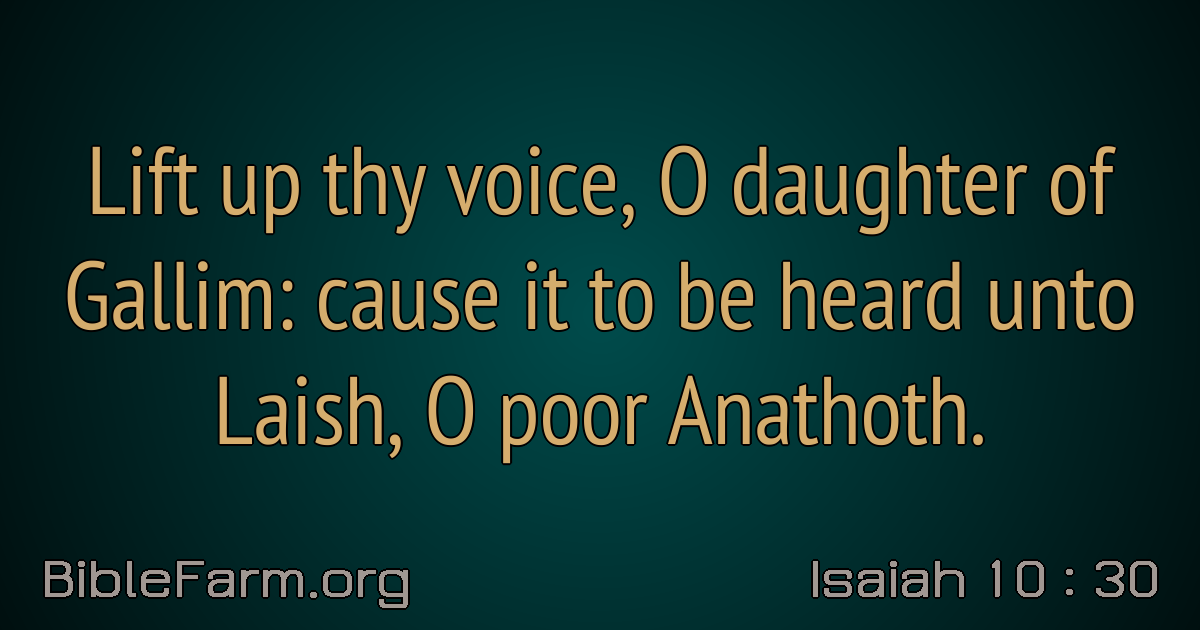 Lift up thy voice, O daughter of
Gallim: cause it to be heard unto
Laish, O poor Anathoth.
BibleFarm.org
Isaiah 10 : 30